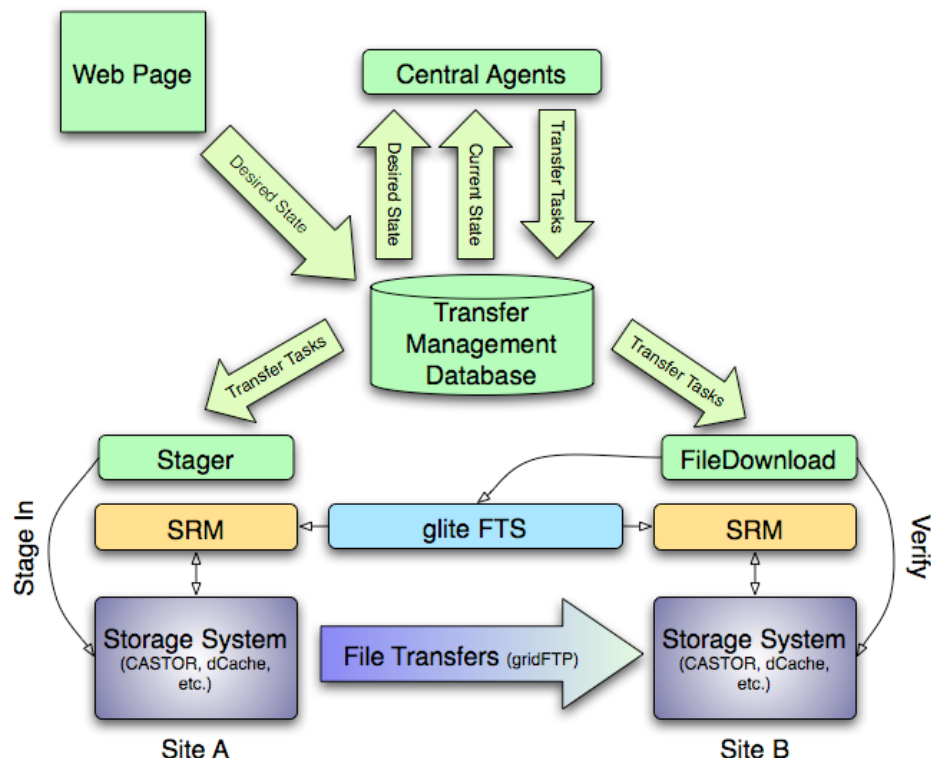 Web Page
Central Agents
Desired State
Desired State
Current State
Transfer Tasks
Transfer
Management
Database
Transfer Tasks
Transfer Tasks
Stager
FileDownload
Stage In
SRM
glite FTS
SRM
Verify
Storage System
(CASTOR, dCache,
etc.)
File Transfers (gridFTP)
Storage System
(CASTOR, dCache,
etc.)
Site A
Site B